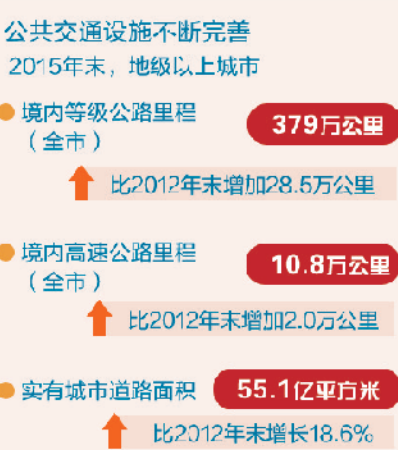 公共交通设施不断完善
2015年末，地级以上城市
境内等级公路里程 379万公里
（全市）
比2012年末增加28.5万公里
境内高速公路里程 10.8万公里
（全市）
比2012年末增加2.0万公里
实有城市道路面积 55.1亿平方米
比2012年末增长18.6%